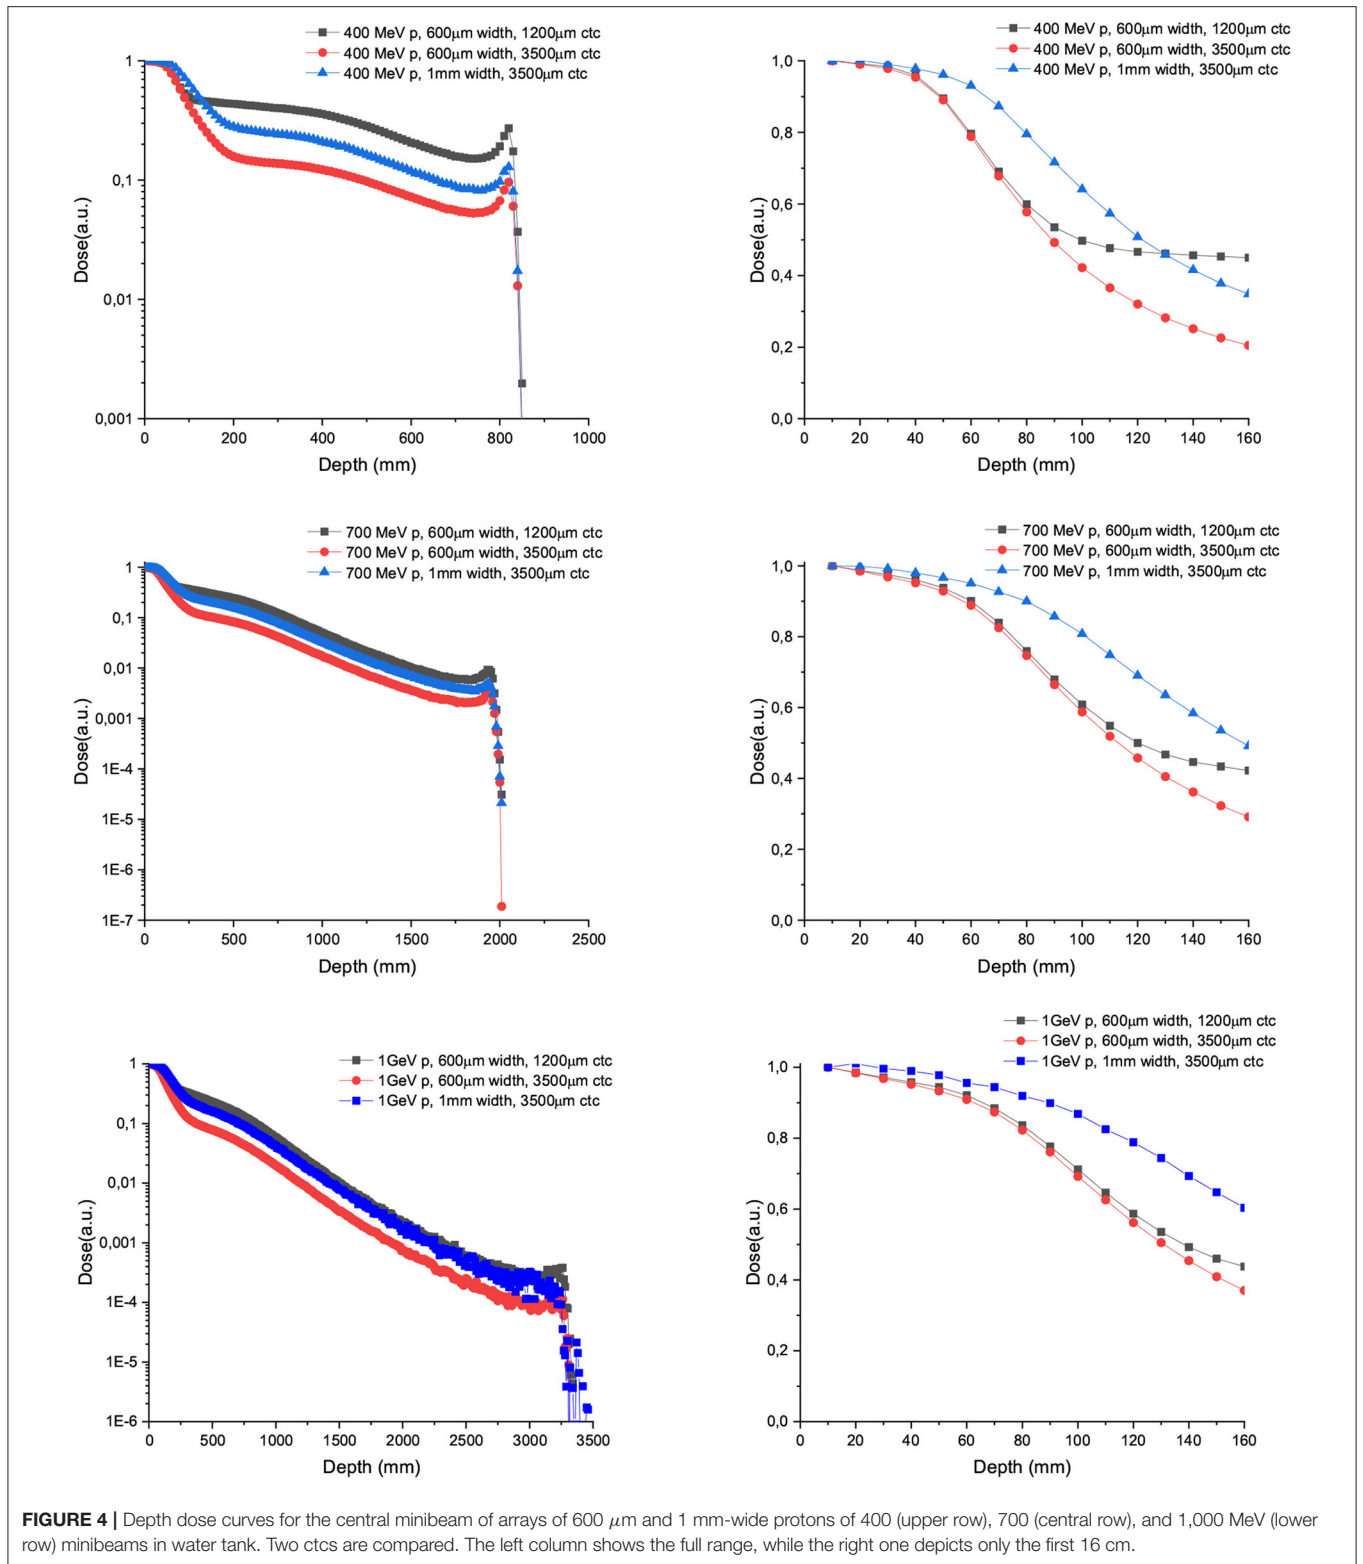 400 MeV p, 600μm width, 1200μm ctc
400 MeV p, 600μm width, 3500μm ctc
400 MeV p, 1mm width, 3500μm ctc
1
0,1
0,01
0,001
Dose(a.u.)
0 200 400 600 800 1000
Depth (mm)
400 MeV p, 600μm width, 1200μm ctc
400 MeV p, 600μm width, 3500μm ctc
400 MeV p, 1mm width, 3500μm ctc
1,0
0,8
0,6
0,4
0,2
0,0
Dose(a.u.)
0 20 40 60 80 100 120 140 160
Depth (mm)
700 MeV p, 600μm width, 1200μm ctc
700 MeV p, 600μm width, 3500μm ctc
700 MeV p, 1mm width, 3500μm ctc
1
0,1
0,01
0,001
1E-4
1E-5
1E-6
1E-7
Dose(a.u.)
0 500 1000 1500 2000 2500
Depth (mm)
700 MeV p, 600μm width, 1200μm ctc
700 MeV p, 600μm width, 3500μm ctc
700 MeV p, 1mm width, 3500μm ctc
1,0
0,8
0,6
0,4
0,2
0,0
Dose(a.u.)
0 20 40 60 80 100 120 140 160
Depth (mm)
1GeV p, 600μm width, 1200μm ctc
1GeV p, 600μm width, 3500μm ctc
1GeV p, 1mm width, 3500μm ctc
1
0,1
0,01
0,001
1E-4
1E-5
1E-6
Dose(a.u.)
0 500 1000 1500 2000 2500 3000 3500
Depth (mm)
1GeV p, 600μm width, 1200μm ctc
1GeV p, 600μm width, 3500μm ctc
1GeV p, 1mm width, 3500μm ctc
1,0
0,8
0,6
0,4
0,2
0,0
Dose(a.u.)
0 20 40 60 80 100 120 140 160
Depth (mm)
FIGURE 4 | Depth dose curves for the central minibeam of arrays of 600 μm and 1 mm-wide protons of 400 (upper row), 700 (central row), and 1,000 MeV (lower
row) minibeams in water tank. Two ctcs are compared. The left column shows the full range, while the right one depicts only the first 16 cm.